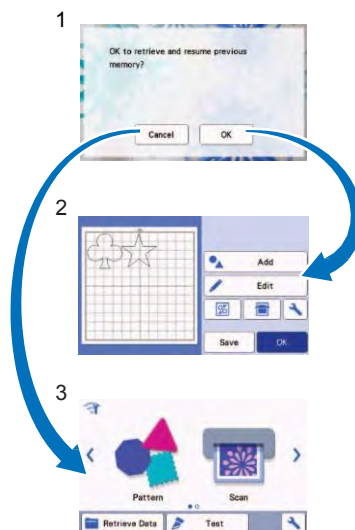 1
OK to retrieve and resume previous
memory?
Cancel
OK
2
Add
Edit
Save
OK
3
Pattern
Scan
Retrieve Data
Test